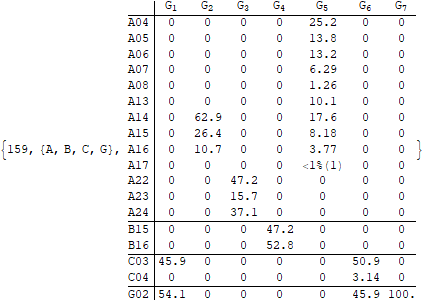 G1 G2 G3 G4 G5 G6 G7
A04 0 0 0 0 25.2 0 0
A05 0 0 0 0 13.8 0 0
A06 0 0 0 0 13.2 0 0
A07 0 0 0 0 6.29 0 0
A08 0 0 0 0 1.26 0 0
A13 0 0 0 0 10.1 0 0
A14 0 62.9 0 0 17.6 0 0
A15 0 26.4 0 0 8.18 0 0
{159, {A, B, C, G}, A16 0 10.7 0 0 3.77 0 0 }
A17 0 0 0 0 <1%(1) 0 0
A22 0 0 47.2 0 0 0 0
A23 0 0 15.7 0 0 0 0
A24 0 0 37.1 0 0 0 0
B15 0 0 0 47.2 0 0 0
B16 0 0 0 52.8 0 0 0
C03 45.9 0 0 0 0 50.9 0
C04 0 0 0 0 0 3.14 0
G02 54.1 0 0 0 0 45.9 100.